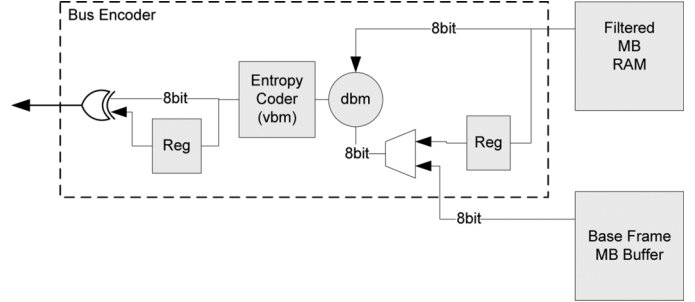 Bus Encoder
8bit
Filtered
MB
RAM
8bit
Entropy
Coder
(vbm)
dbm
Reg
8bit
Reg
8bit
Base Frame
MB Buffer